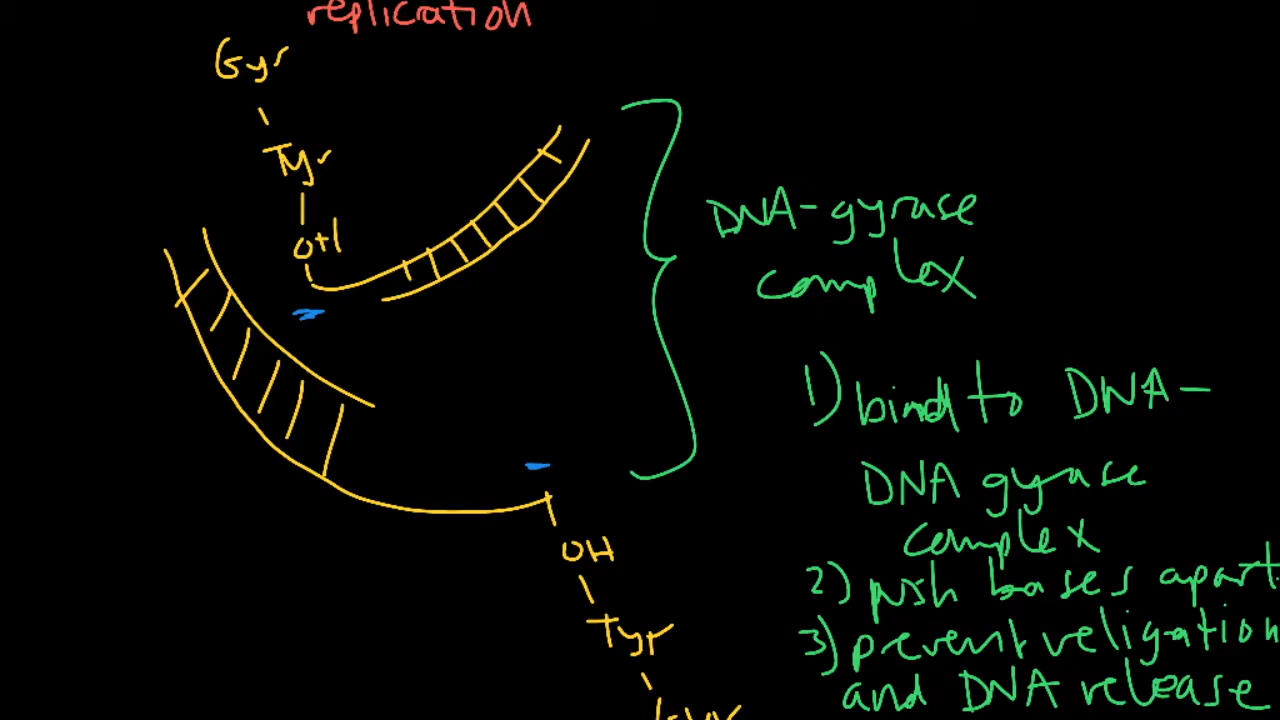 replication
Gyr
Tyr
OH
DNA-gyrase
complex
1) bind to DNA-
DNA gyrase
complex
2) push bases apart
3) prevent religation
and DNA release
OH
Tyr